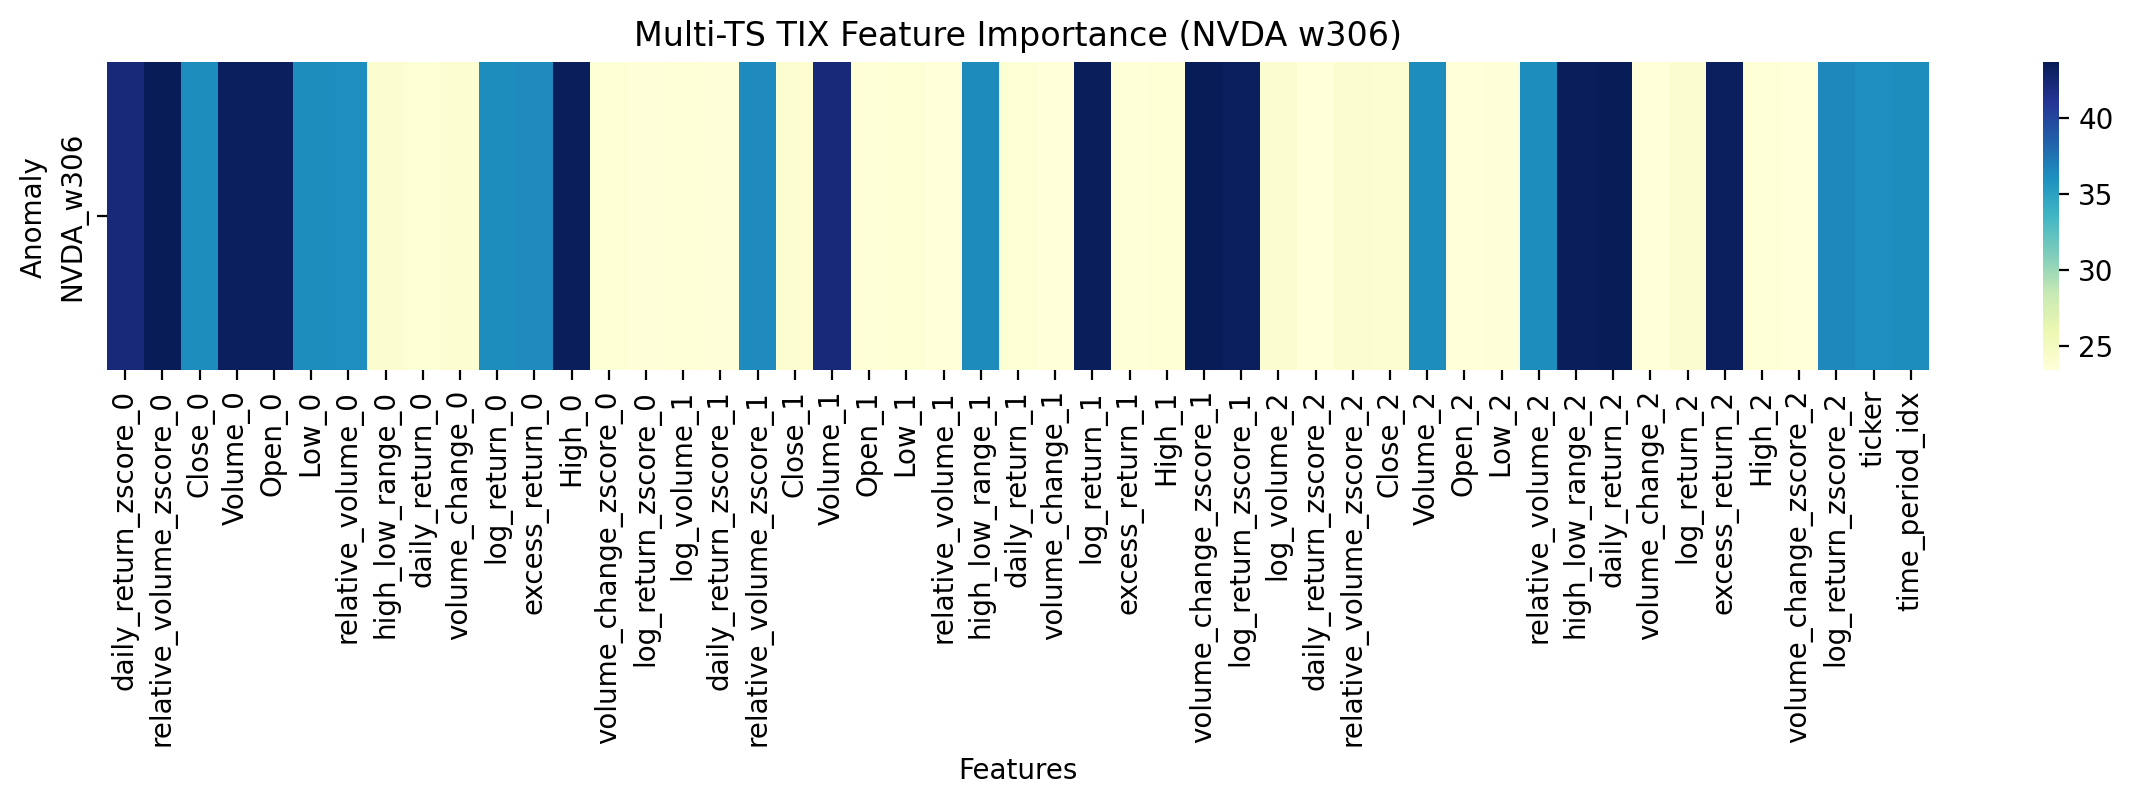 Multi-TS TIX Feature Importance (NVDA w306)
Anomaly
NVDA_w306
40
35
30
25
daily_return_zscore_0
relative_volume_zscore_0
Close_0
Volume_0
Open_0
Low_0
relative_volume_0
high_low_range_0
daily_return_0
volume_change_0
log_return_0
excess_return_0
High_0
volume_change_zscore_0
log_return_zscore_0
log_volume_1
daily_return_zscore_1
relative_volume_zscore_1
Close_1
Volume_1
Open_1
Low_1
relative_volume_1
high_low_range_1
daily_return_1
volume_change_1
log_return_1
excess_return_1
High_1
volume_change_zscore_1
log_return_zscore_1
log_volume_2
daily_return_zscore_2
relative_volume_zscore_2
Close_2
Volume_2
Open_2
Low_2
relative_volume_2
high_low_range_2
daily_return_2
volume_change_2
log_return_2
excess_return_2
High_2
volume_change_zscore_2
log_return_zscore_2
ticker
time_period_idx
Features